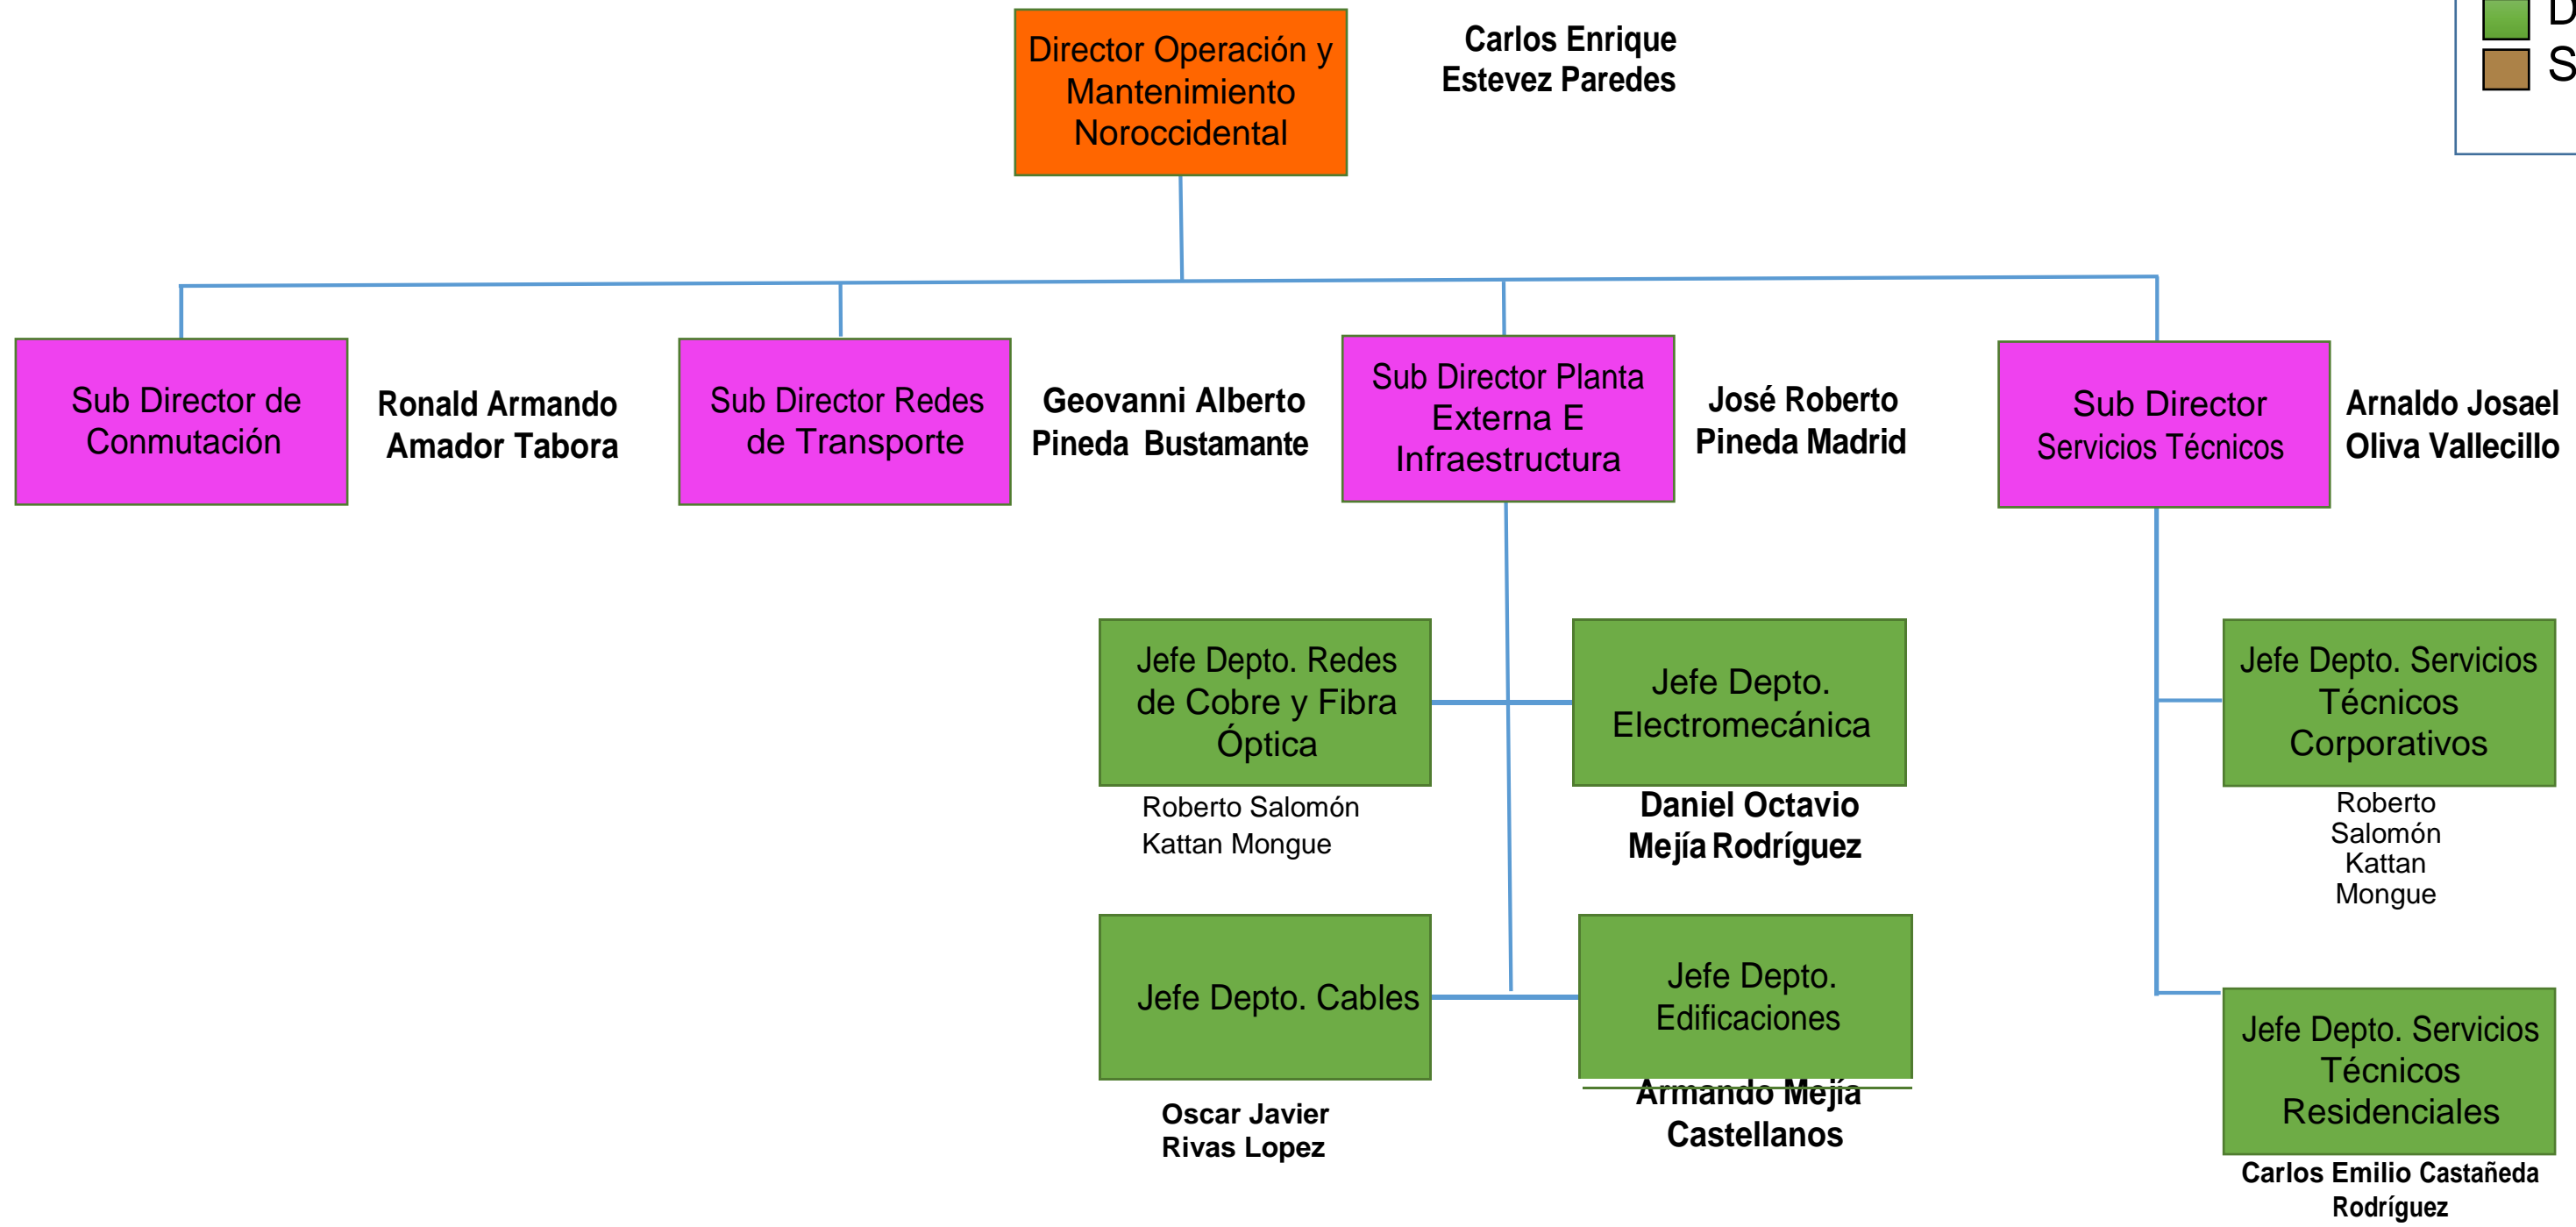 Director Operación y
Mantenimiento
Noroccidental
Carlos Enrique
Estevez Paredes
D
S
Sub Director de
Conmutación
Ronald Armando
Amador Tabora
Sub Director Redes
de Transporte
Geovanni Alberto
Pineda Bustamante
Sub Director Planta
Externa E
Infraestructura
José Roberto
Pineda Madrid
Sub Director
Servicios Técnicos
Arnaldo Josael
Oliva Vallecillo
Jefe Depto. Redes
de Cobre y Fibra
Óptica
Roberto Salomón
Kattan Mongue
Jefe Depto.
Electromecánica
Daniel Octavio
Mejía Rodríguez
Jefe Depto. Servicios
Técnicos
Corporativos
Roberto
Salomón
Kattan
Mongue
Jefe Depto. Cables
Oscar Javier
Rivas Lopez
Jefe Depto.
Edificaciones
Armando Mejía
Castellanos
Jefe Depto. Servicios
Técnicos
Residenciales
Carlos Emilio Castañeda
Rodríguez